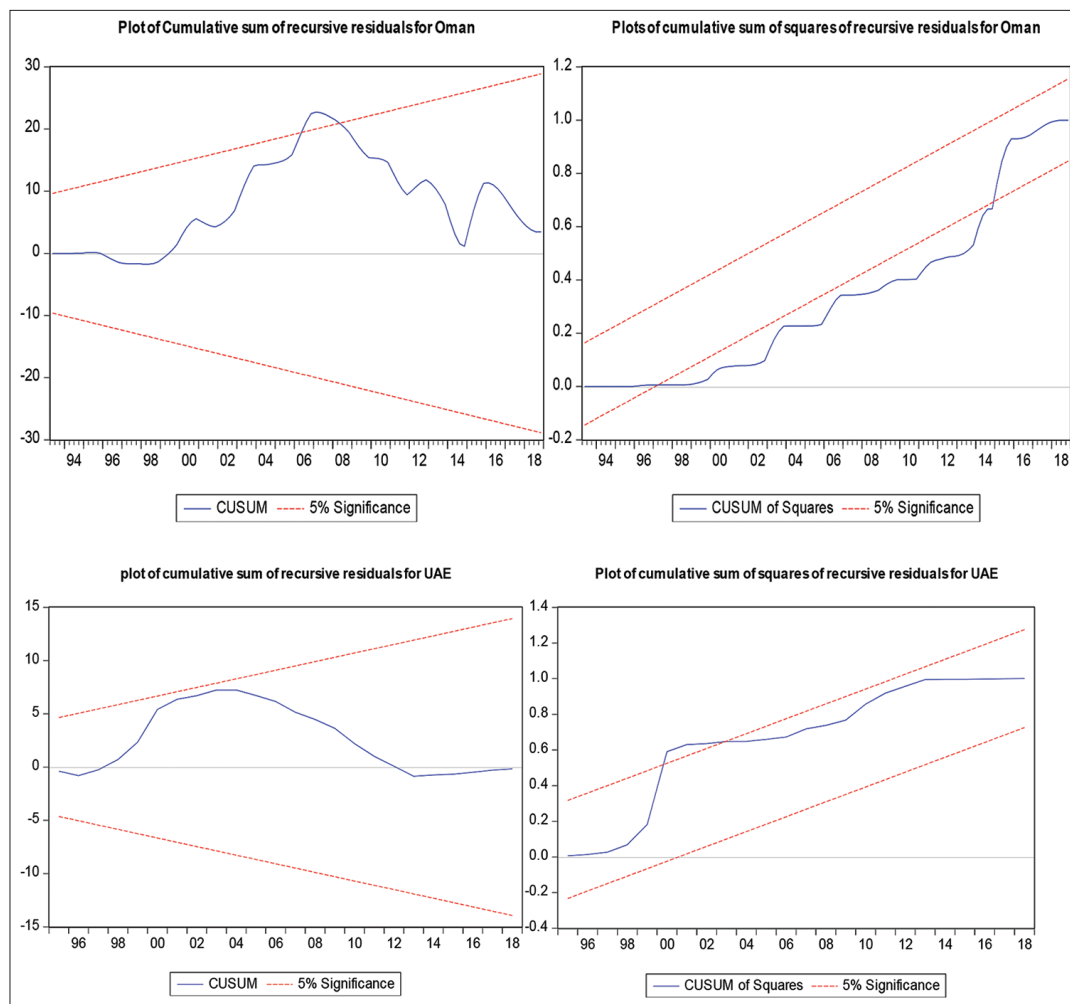 Plot of Cumulative sum of recursive residuals for Oman
30
20
10
0
-10
-20
-30
94 96 98 00 02 04 06 08 10 12 14 16 18
CUSUM 5% Significance
Plots of cumulative sum of squares of recursive residuals for Oman
1.2
1.0
0.8
0.6
0.4
0.2
0.0
-0.2
94 96 98 00 02 04 06 08 10 12 14 16 18
CUSUM of Squares 5% Significance
plot of cumulative sum of recursive residuals for UAE
15
10
5
0
-5
-10
-15
96 98 00 02 04 06 08 10 12 14 16 18
CUSUM 5% Significance
Plot of cumulative sum of squares of recursive residuals for UAE
1.4
1.2
1.0
0.8
0.6
0.4
0.2
0.0
-0.2
-0.4
96 98 00 02 04 06 08 10 12 14 16 18
CUSUM of Squares 5% Significance